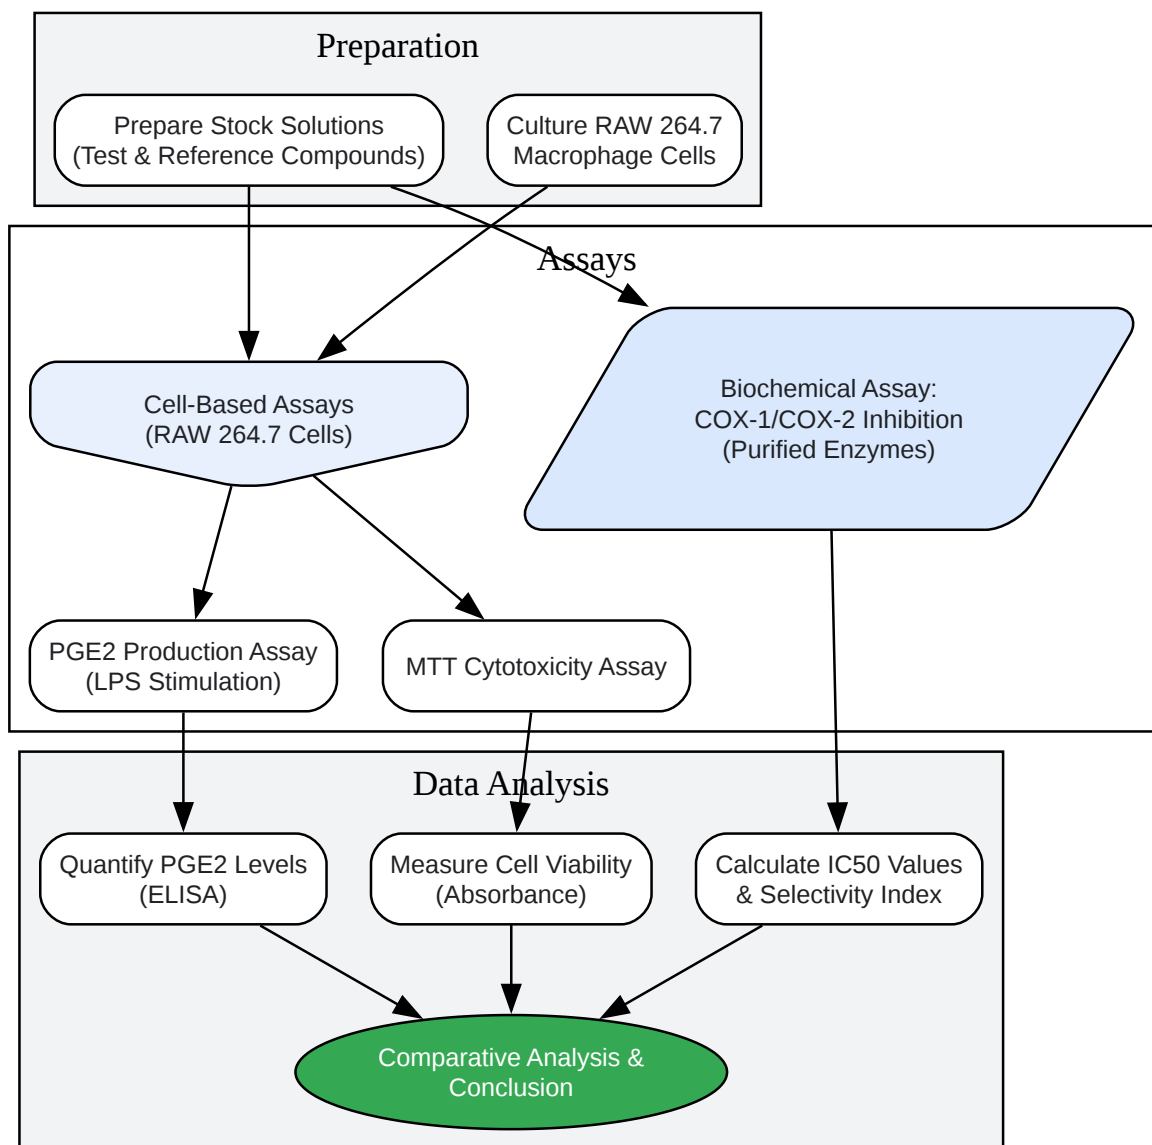 Preparation
Prepare Stock Solutions
(Test & Reference Compounds)
Culture RAW 264.7
Macrophage Cells
Assays
Cell-Based Assays
(RAW 264.7 Cells)
Biochemical Assay:
COX-1/COX-2 Inhibition
(Purified Enzymes)
PGE2 Production Assay
(LPS Stimulation)
MTT Cytotoxicity Assay
Data Analysis
Quantify PGE2 Levels
(ELISA)
Measure Cell Viability
(Absorbance)
Calculate IC50 Values
& Selectivity Index
Comparative Analysis &
Conclusion